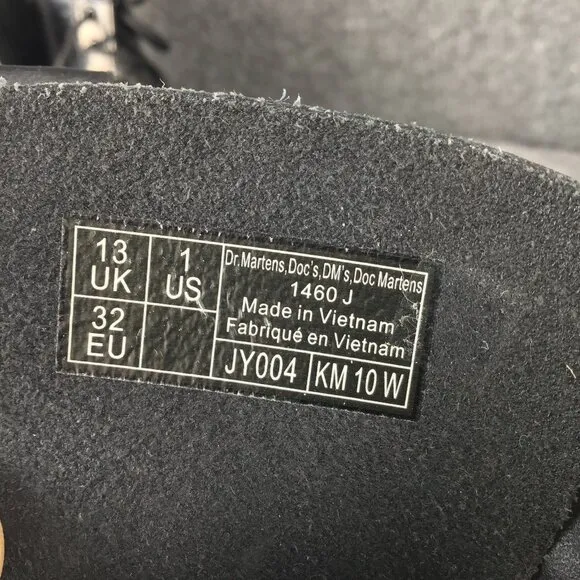 13
UK
1
US
32
EU
Dr.Martens,Doc's,DM's,Doc Martens
1460 J
Made in Vietnam
Fabriqué en Vietnam
JY004
KM 10 W